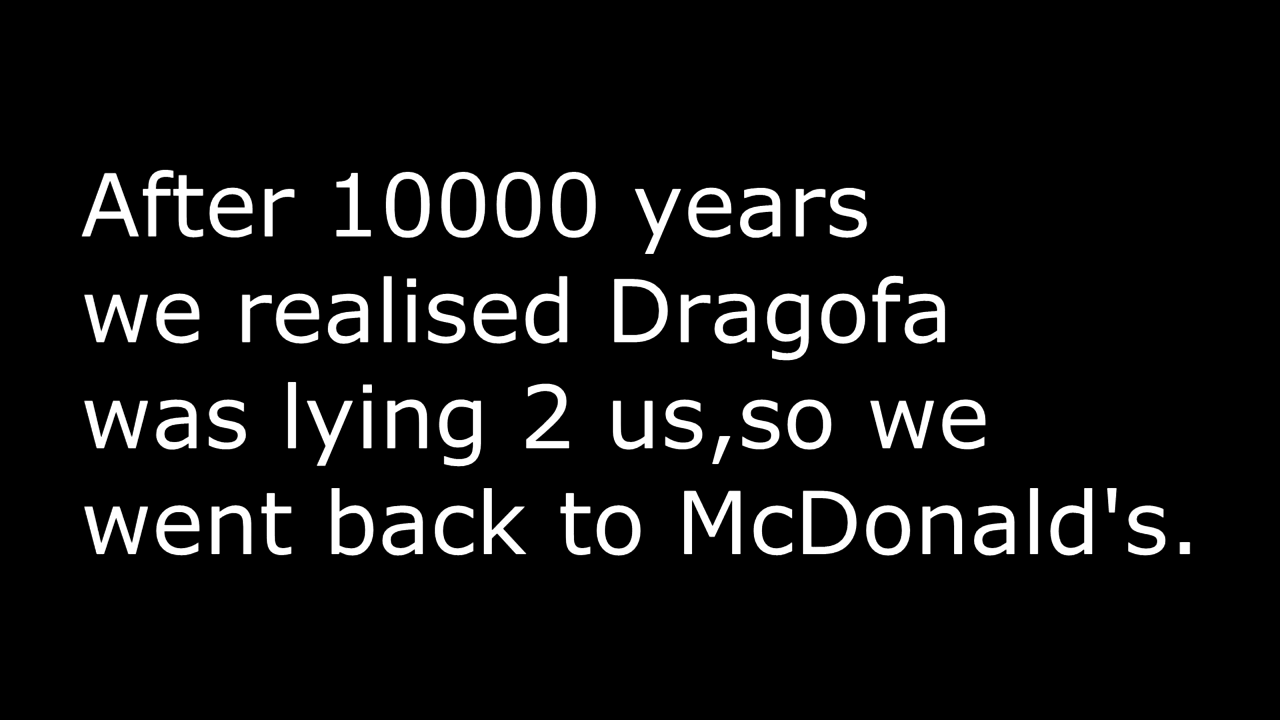 After 10000 years
we realised Dragofa
was lying 2 us,so we
went back to McDonald's.